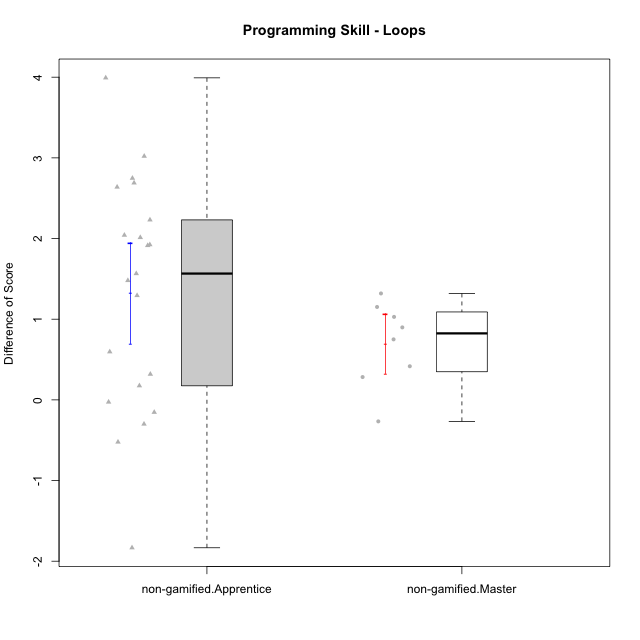 Programming Skill - Loops
Difference of Score
4
3
2
1
0
-1
-2
non-gamified.Apprentice
non-gamified.Master